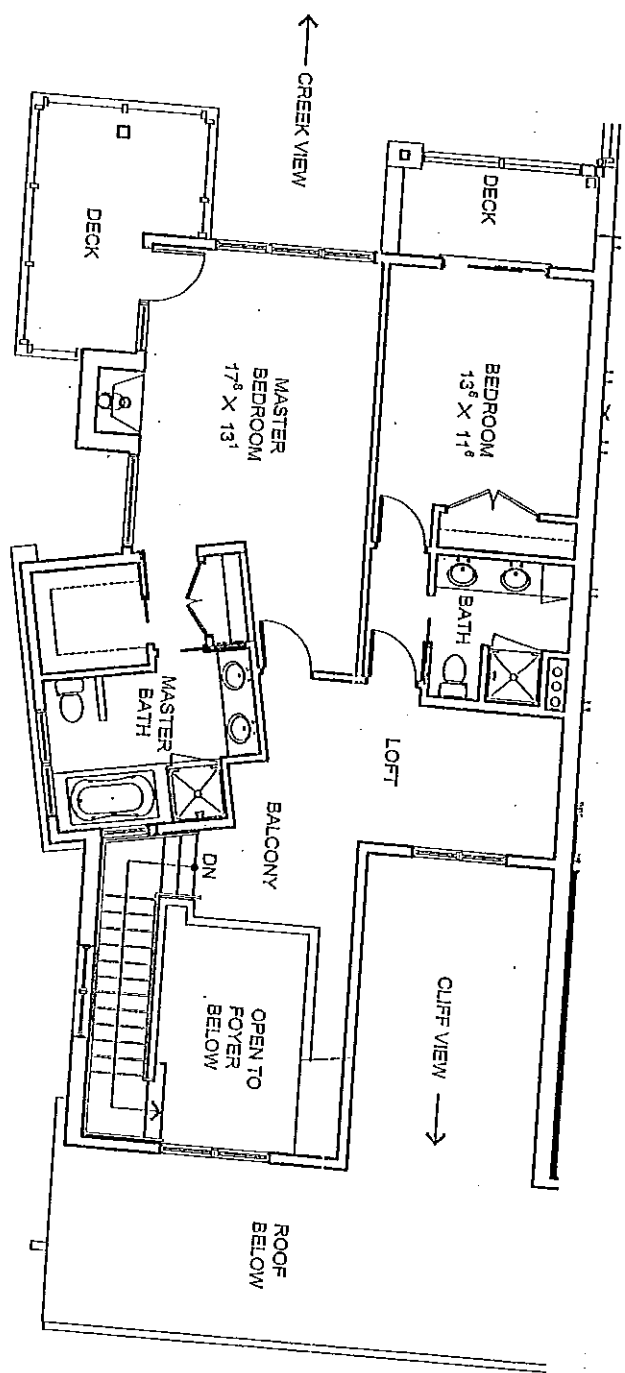 CREEK VIEW
DECK
DECK
MASTER
BEDROOM
17⁸ X 13¹
BEDROOM
13⁵ X 11⁶
BATH
MASTER
BATH
LOFT
BALCONY
DN
OPEN TO
FOYER
BELOW
CLIFF VIEW
ROOF
BELOW